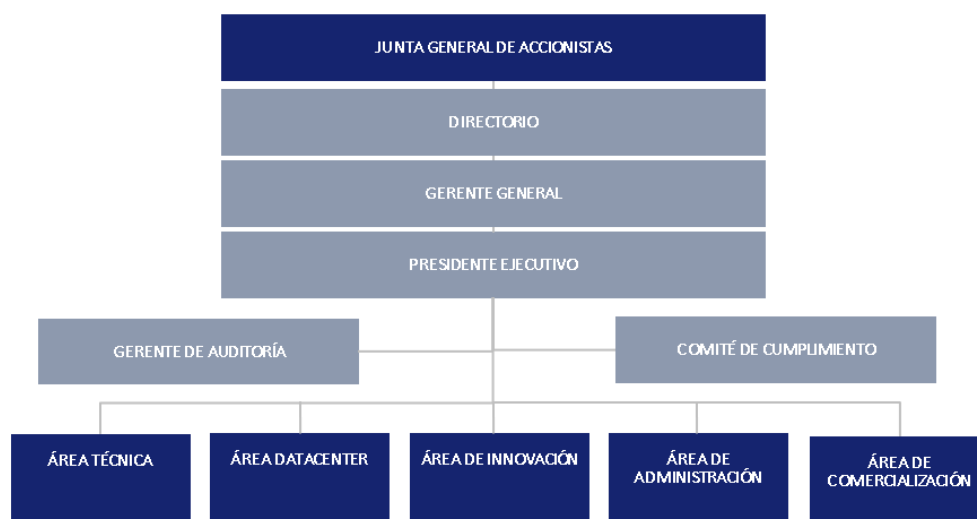 JUNTA GENERAL DE ACCIONISTAS
DIRECTORIO
GERENTE GENERAL
PRESIDENTE EJECUTIVO
GERENTE DE AUDITORÍA
COMITÉ DE CUMPLIMIENTO
ÁREA TÉCNICA
ÁREA DATACENTER
ÁREA DE INNOVACIÓN
ÁREA DE
ADMINISTRACIÓN
ÁREA DE
COMERCIALIZACIÓN